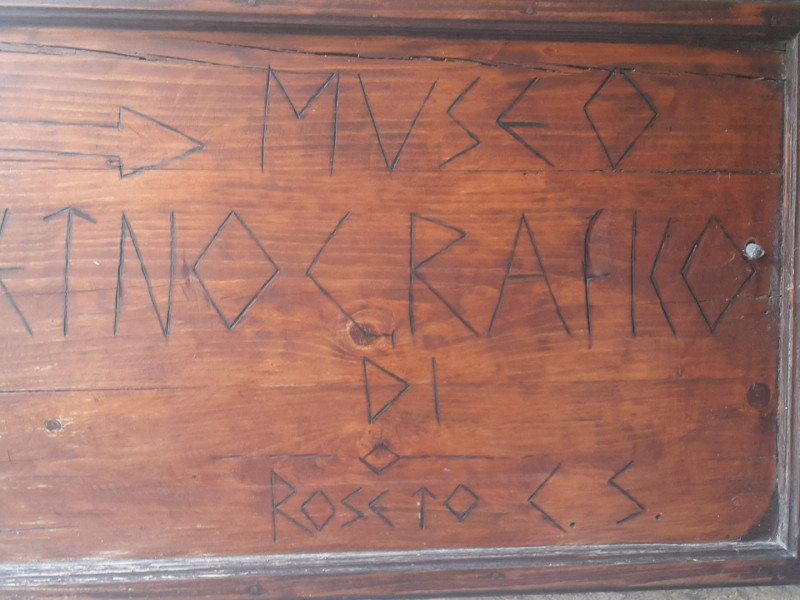 MVSEO
ETNOGRAFICO
DI
ROSETO C. S.